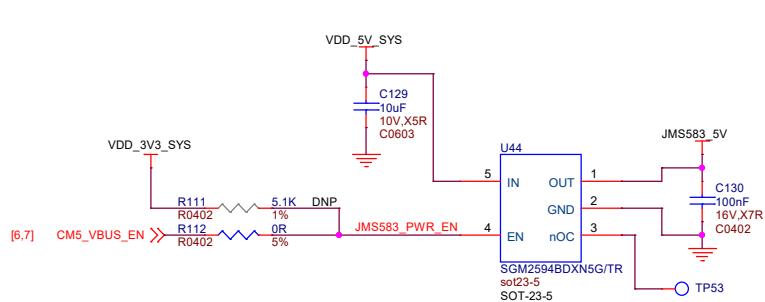 VDD_5V_SYS
C129
10uF
10V,X5R
C0603
VDD_3V3_SYS
U44
JMS583_5V
5 IN OUT 1
C130
100nF
16V,X7R
C0402
R111 5.1K DNP
R0402 1%
GND 2
[6,7] CM5_VBUS_EN R112 0R JMS583_PWR_EN 4 EN nOC 3
R0402 5%
SGM2594BDXN5G/TR
sot23-5
SOT-23-5
TP53